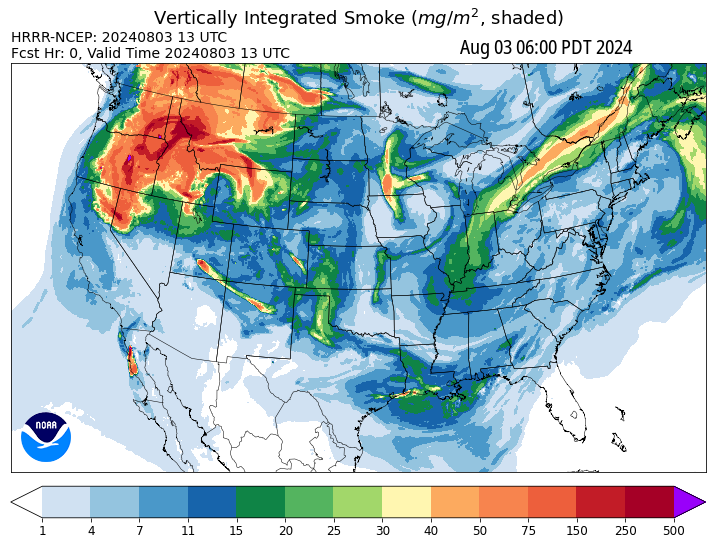 Vertically Integrated Smoke (mg/m², shaded)
HRRR-NCEP: 20240803 13 UTC
Fcst Hr: 0, Valid Time 20240803 13 UTC
Aug 03 06:00 PDT 2024
NOAA
1 4 7 11 15 20 25 30 40 50 75 150 250 500